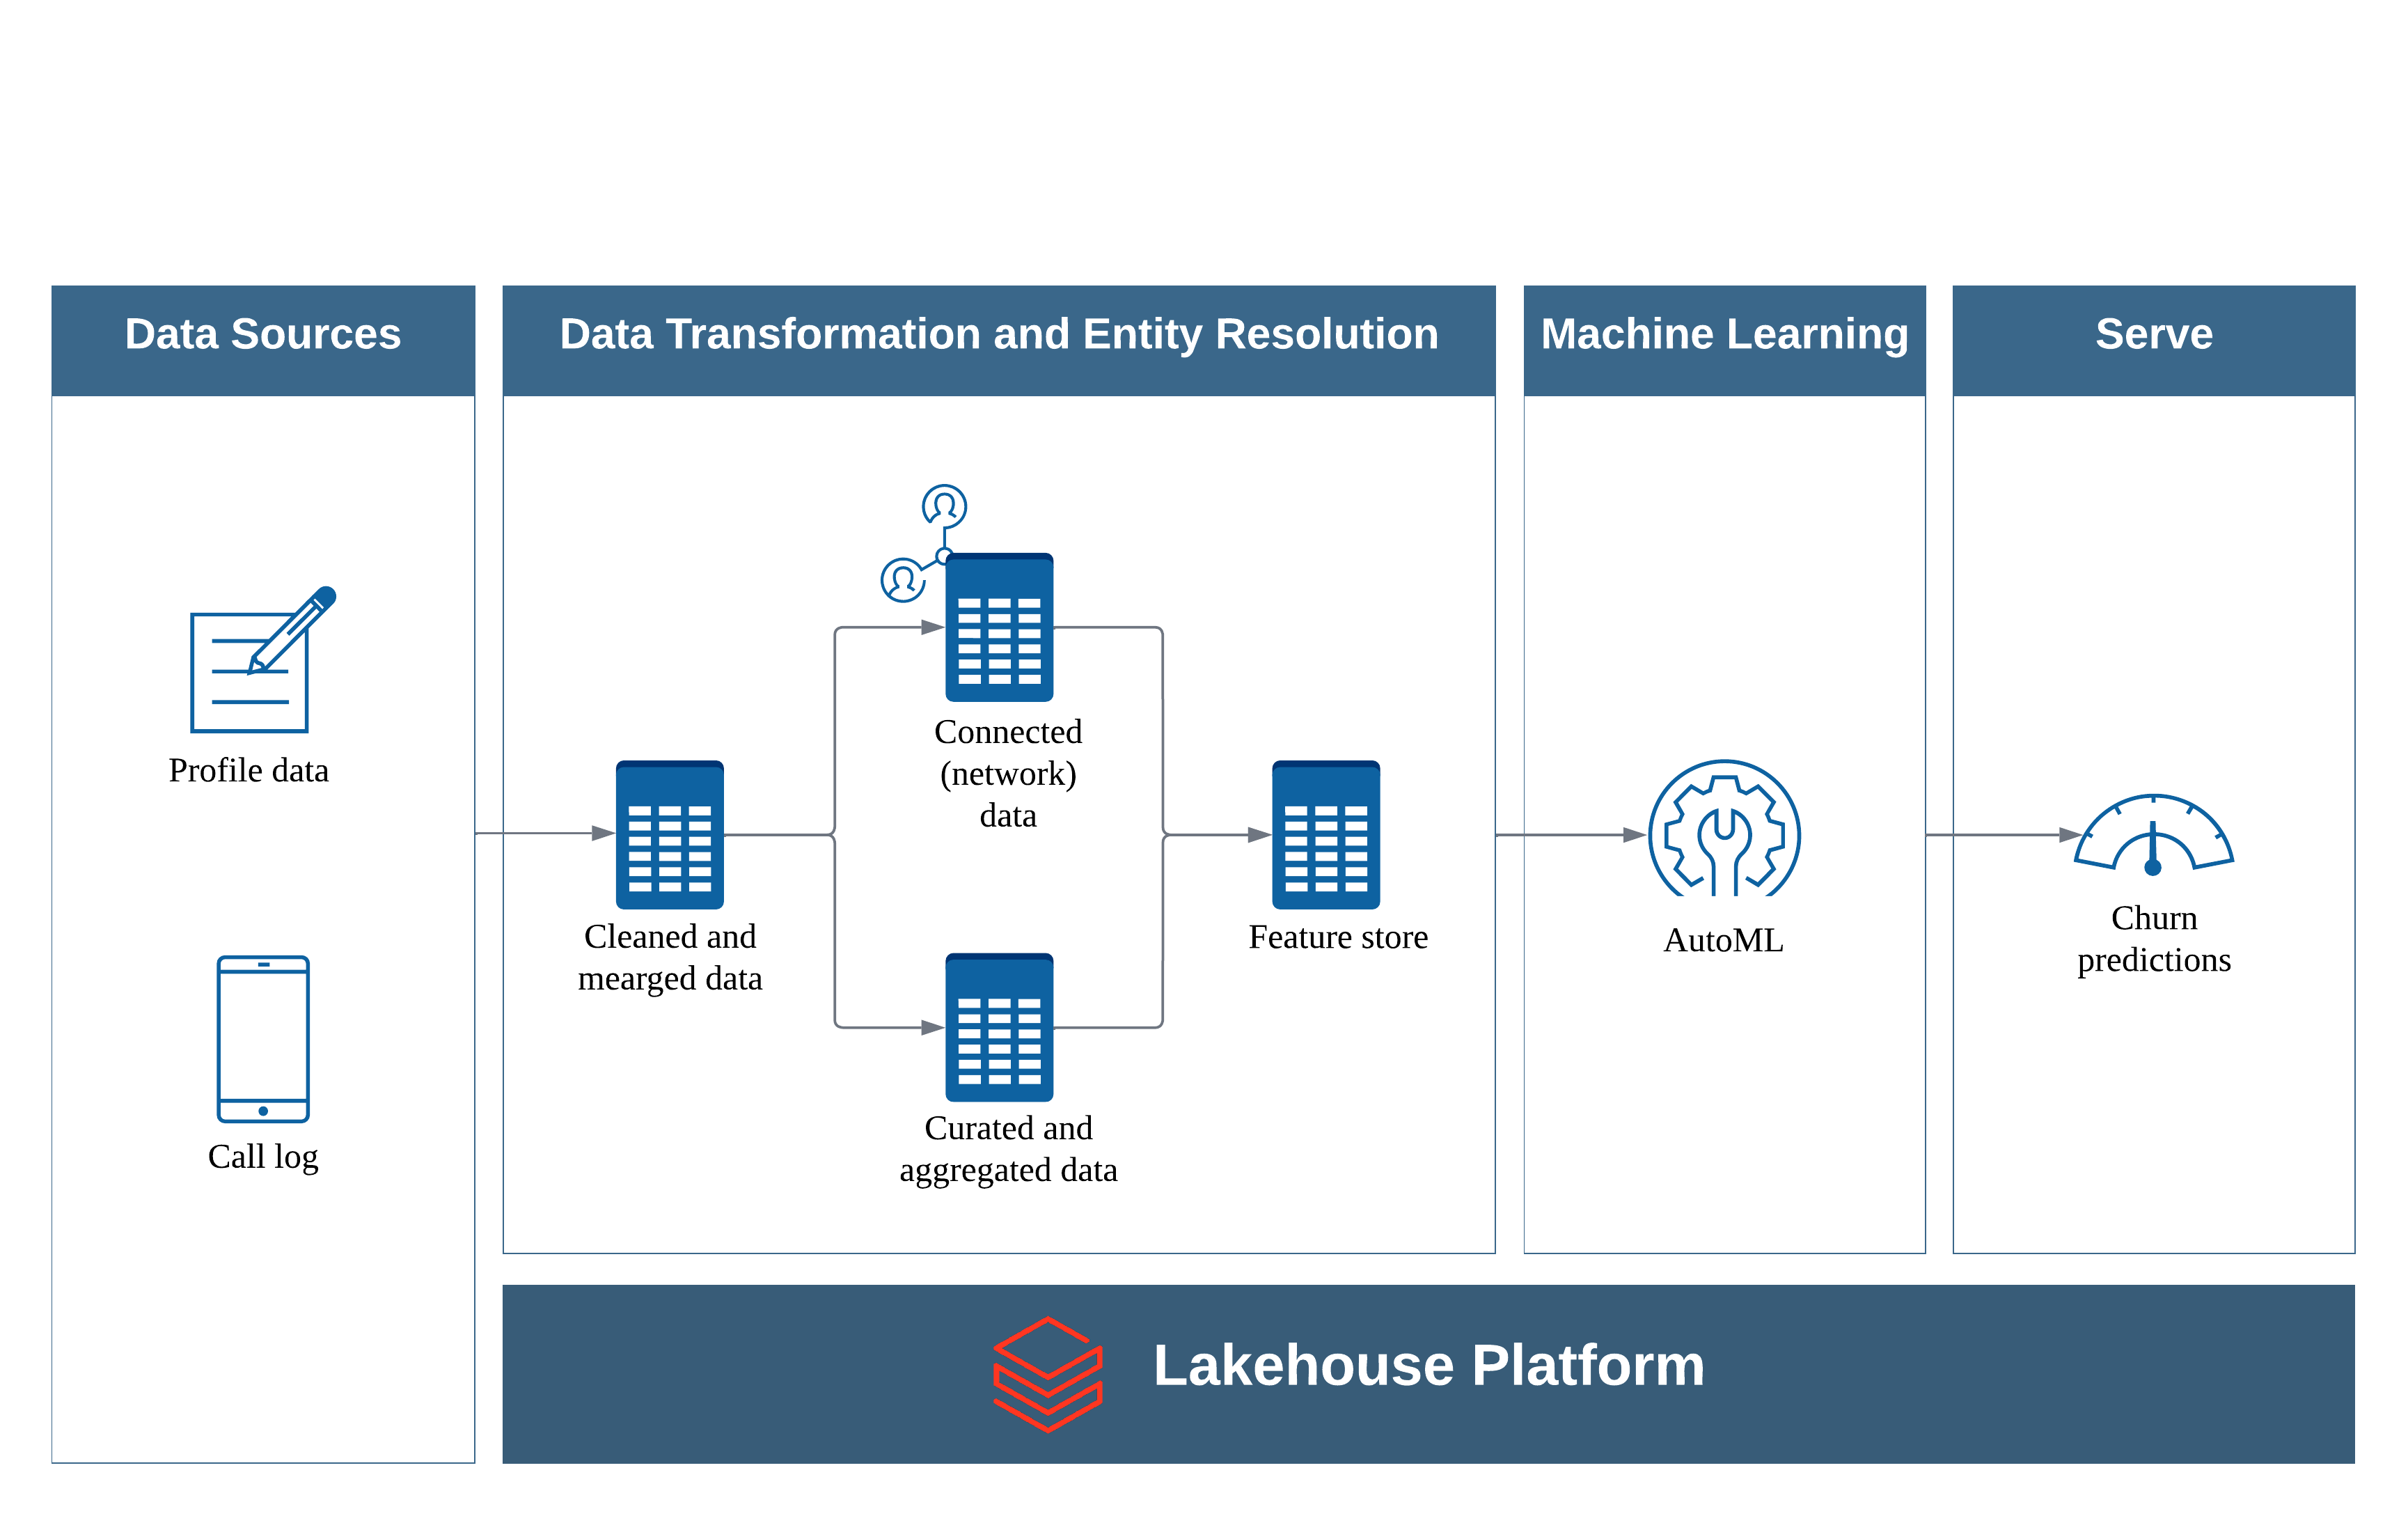 Data Sources
Data Transformation and Entity Resolution
Machine Learning
Serve
Profile data
Call log
Cleaned and
mearged data
Connected
(network)
data
Curated and
aggregated data
Feature store
AutoML
Churn
predictions
Lakehouse Platform